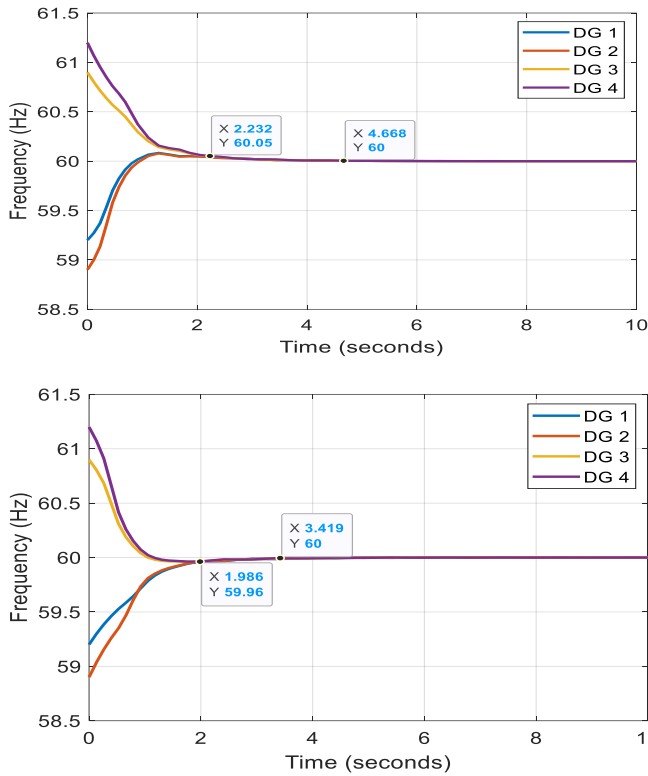 61.5
61
60.5
60
59.5
59
58.5
Frequency (Hz)
DG 1
DG 2
DG 3
DG 4
X 2.232
Y 60.05
X 4.668
Y 60
0 2 4 6 8 10
Time (seconds)
61.5
61
60.5
60
59.5
59
58.5
Frequency (Hz)
DG 1
DG 2
DG 3
DG 4
X 3.419
Y 60
X 1.986
Y 59.96
0 2 4 6 8 1
Time (seconds)